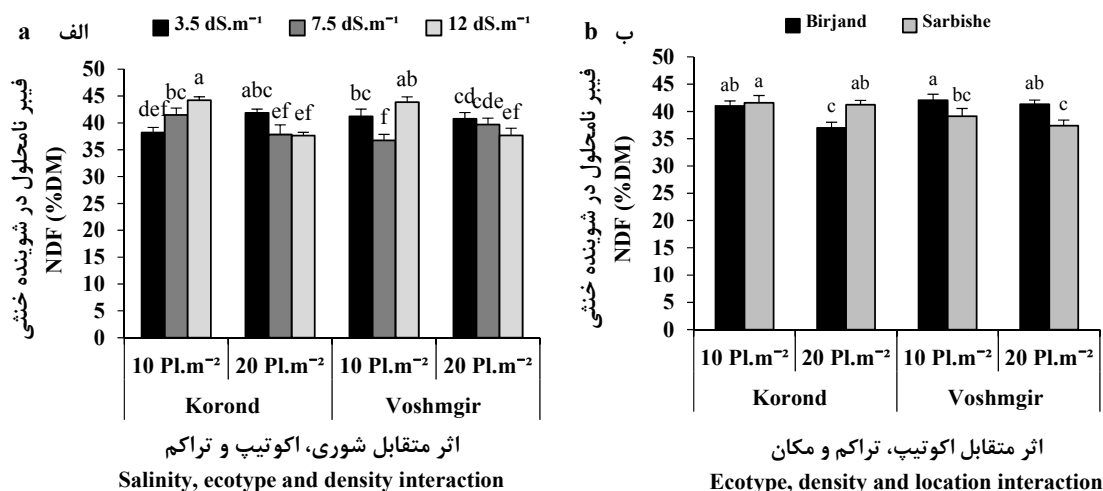 a الف ■ 3.5 dS.m⁻¹ ■ 7.5 dS.m⁻¹ ■ 12 dS.m⁻¹
فیبر نامحلول در شوینده خنثی
NDF (%DM)
50
45
40
35
30
25
20
15
10
5
0
def bc a abc ef ef bc f ab cd cde ef
10 Pl.m⁻² 20 Pl.m⁻² 10 Pl.m⁻² 20 Pl.m⁻²
Korond Voshmgir
اثر متقابل شوری، اکوتیپ و تراکم
Salinity, ecotype and density interaction
b ب ■ Birjand ■ Sarbishe
فیبر نامحلول در شوینده خنثی
NDF (%DM)
50
45
40
35
30
25
20
15
10
5
0
ab a c ab a bc ab c
10 Pl.m⁻² 20 Pl.m⁻² 10 Pl.m⁻² 20 Pl.m⁻²
Korond Voshmgir
اثر متقابل اکوتیپ، تراکم و مکان
Ecotype, density and location interaction